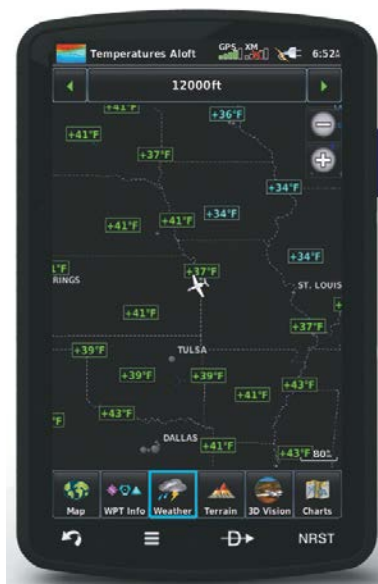 Temperatures Aloft GPS XM 6:52
12000ft
+41°F +36°F
+41°F
+37°F
+34°F
+41°F +41°F +34°F
+34°F
+37°F
RINGS ST. LOUIS
+41°F
+37°F
+39°F TULSA
+39°F +39°F +43°F
+41°F
+43°F
DALLAS +41°F
+43°F
Map WPT Info Weather Terrain 3D Vision Charts
NRST